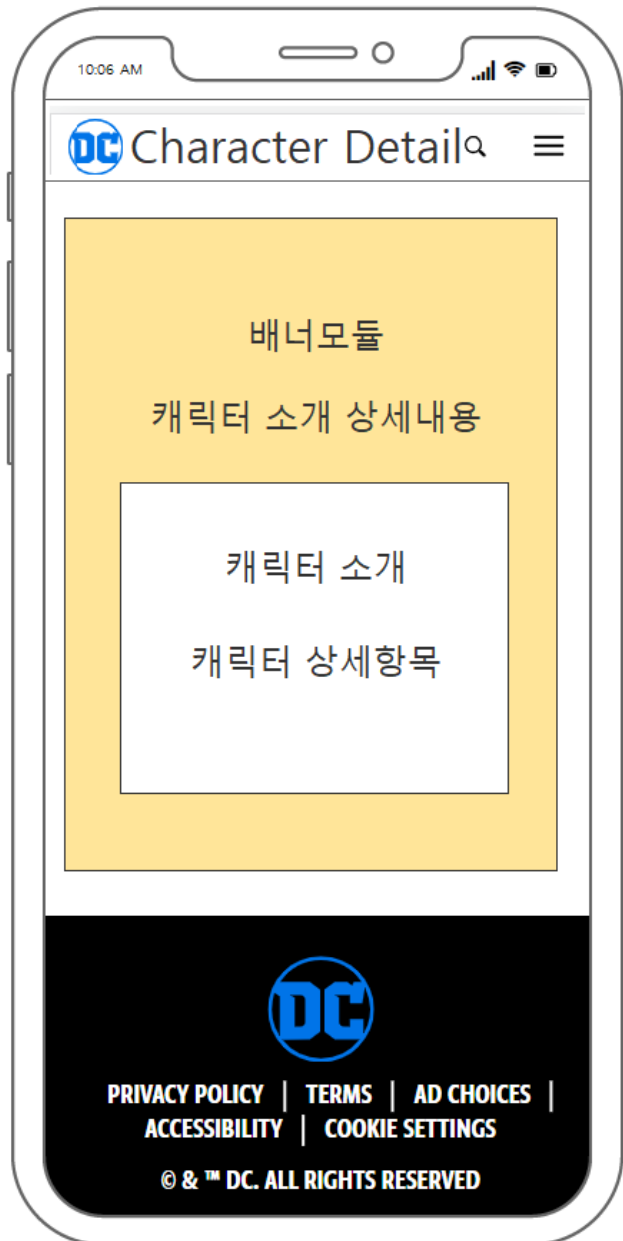 10:06 AM
DC Character Detail
배너모듈
캐릭터 소개 상세내용
캐릭터 소개
캐릭터 상세항목
DC
PRIVACY POLICY | TERMS | AD CHOICES |
ACCESSIBILITY | COOKIE SETTINGS
© & ™ DC. ALL RIGHTS RESERVED